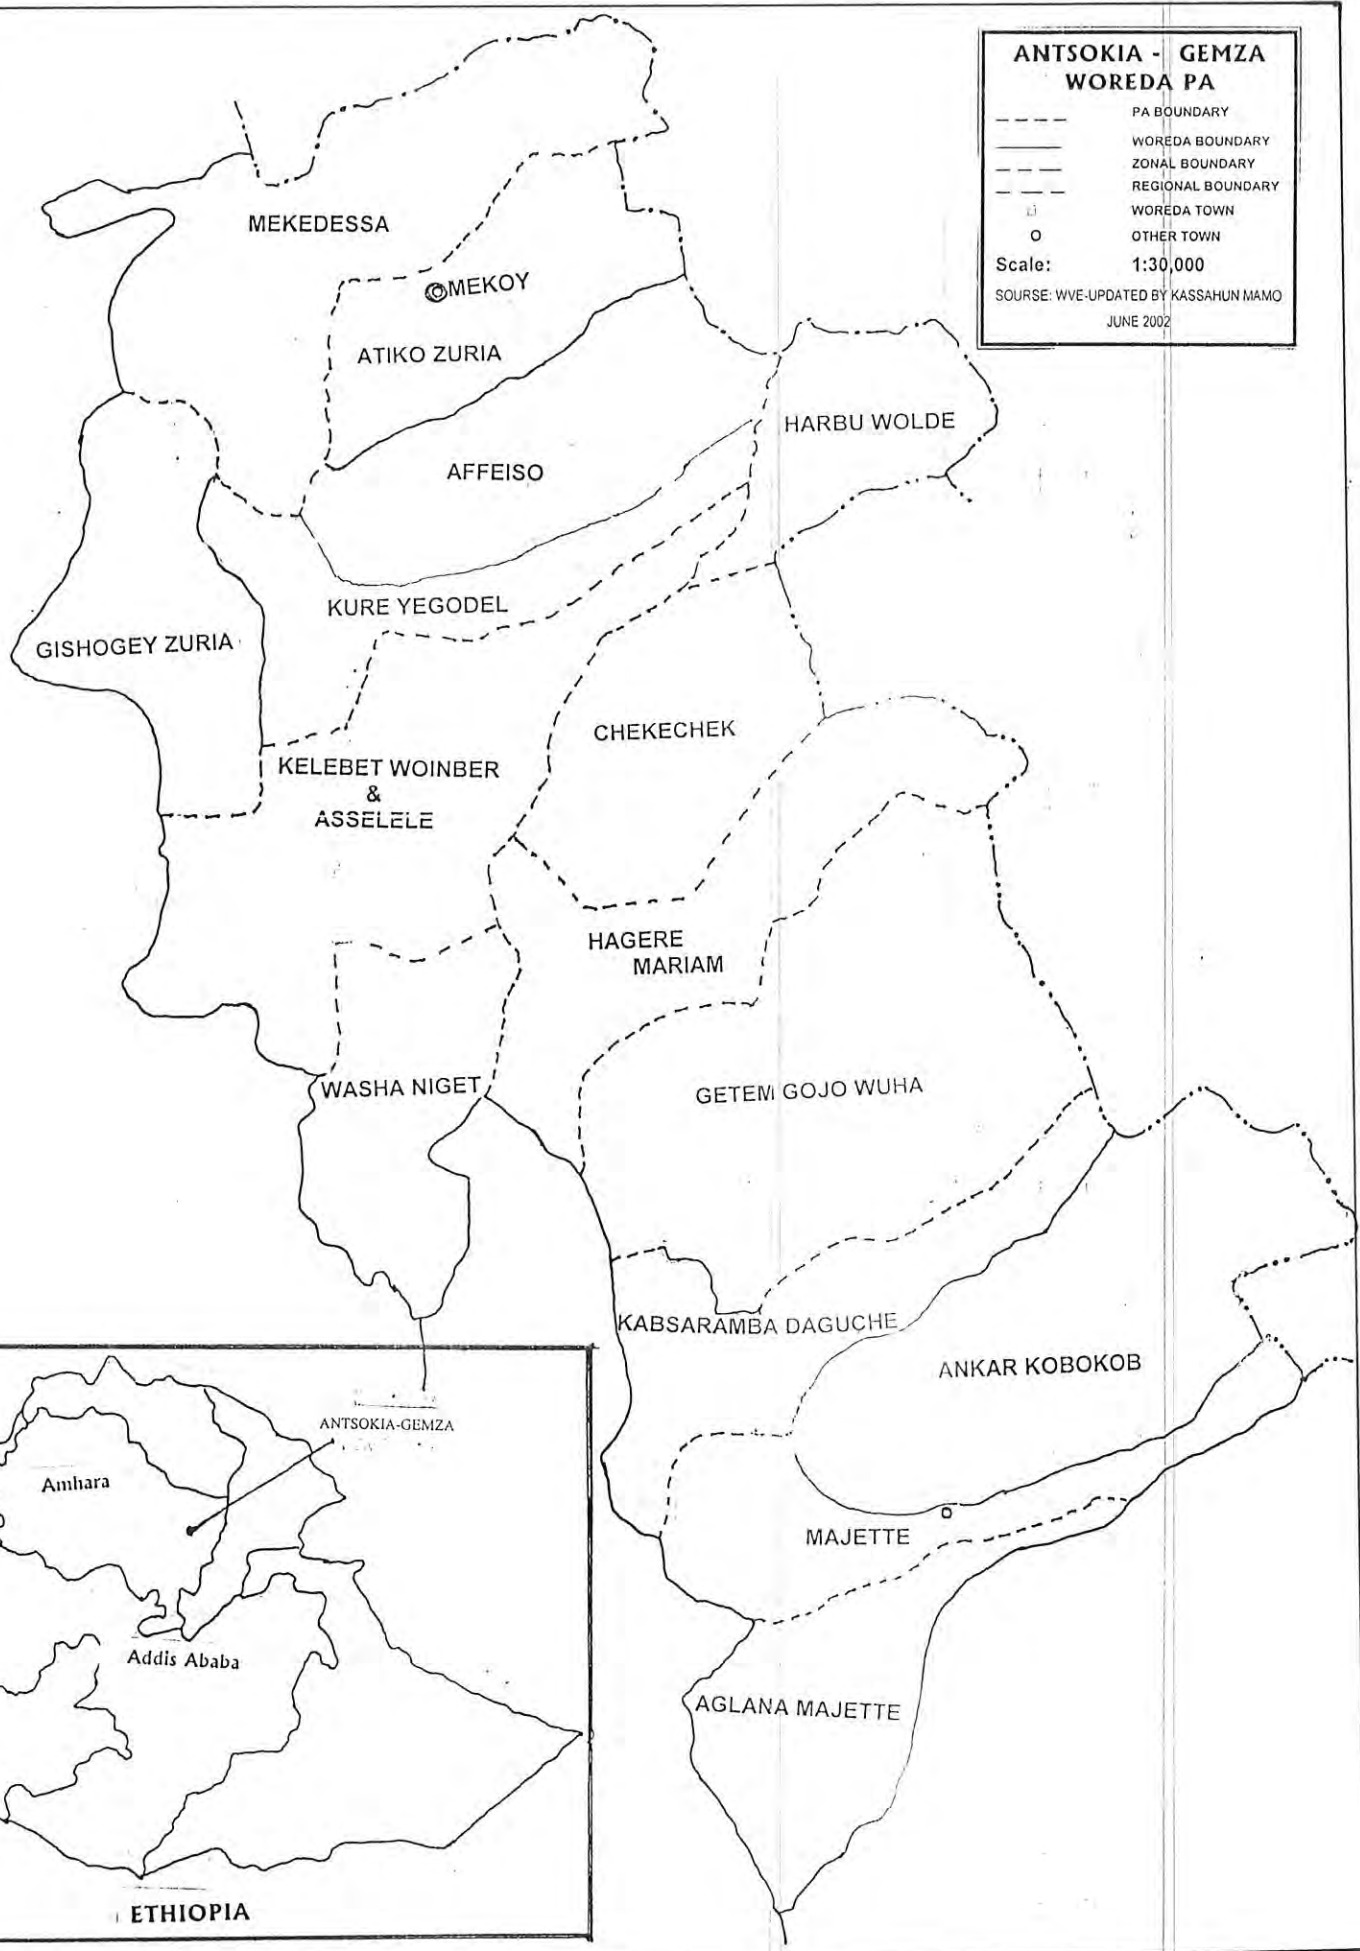 ANTSOKIA - GEMZA
WOREDA PA
PA BOUNDARY
WOREDA BOUNDARY
ZONAL BOUNDARY
REGIONAL BOUNDARY
WOREDA TOWN
OTHER TOWN
Scale: 1:30,000
SOURSE: WVE-UPDATED BY KASSAHUN MAMO
JUNE 2002
MEKEDESSA
MEKOY
ATIKO ZURIA
HARBU WOLDE
AFFEISO
KURE YEGODEL
GISHOGEY ZURIA
CHEKECHEK
KELEBET WOINBER
&
ASSELELE
HAGERE
MARIAM
WASHA NIGET
GETEM GOJO WUHA
KABSARAMBA DAGUCHE
ANKAR KOBOKOB
MAJETTE
AGLANA MAJETTE
ANTSOKIA-GEMZA
Amhara
Addis Ababa
ETHIOPIA